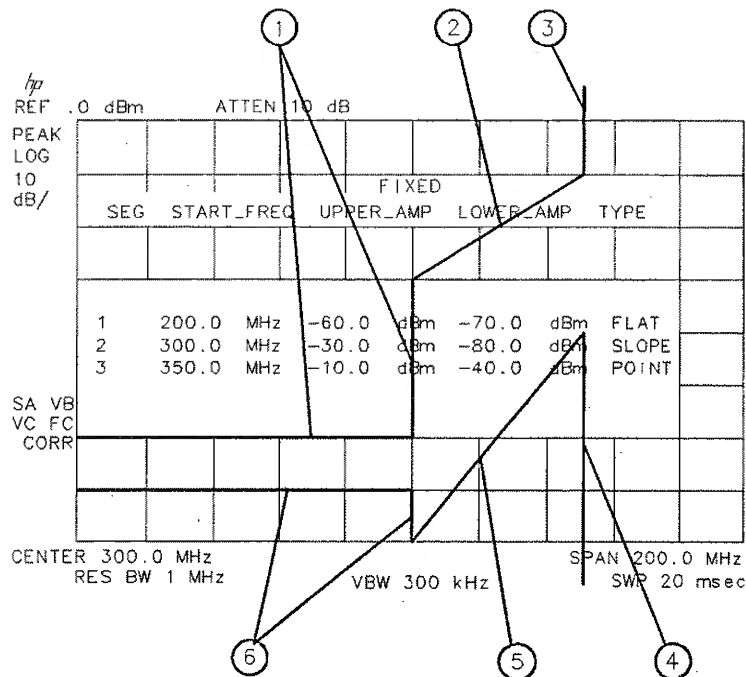 1 2 3
hp
REF .0 dBm ATTEN 10 dB
PEAK
LOG
10
dB/
FIXED
SEG START_FREQ UPPER_AMP LOWER_AMP TYPE
1 200.0 MHz -60.0 dBm -70.0 dBm FLAT
2 300.0 MHz -30.0 dBm -80.0 dBm SLOPE
3 350.0 MHz -10.0 dBm -40.0 dBm POINT
SA VB
VC FC
CORR
CENTER 300.0 MHz SPAN 200.0 MHz
RES BW 1 MHz VBW 300 kHz SWP 20 msec
6 5 4